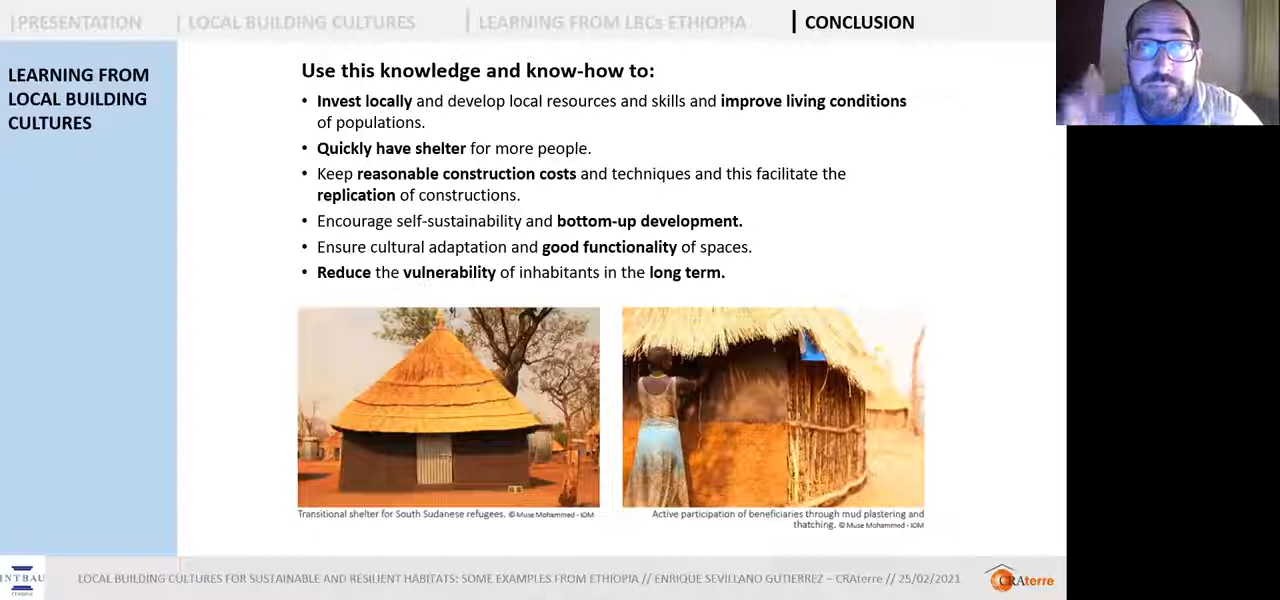 |PRESENTATION | LOCAL BUILDING CULTURES | LEARNING FROM LBCs ETHIOPIA | CONCLUSION
LEARNING FROM
LOCAL BUILDING
CULTURES
Use this knowledge and know-how to:
• Invest locally and develop local resources and skills and improve living conditions
of populations.
• Quickly have shelter for more people.
• Keep reasonable construction costs and techniques and this facilitate the
replication of constructions.
• Encourage self-sustainability and bottom-up development.
• Ensure cultural adaptation and good functionality of spaces.
• Reduce the vulnerability of inhabitants in the long term.
Transitional shelter for South Sudanese refugees. © Muse Mohammed - IOM
Active participation of beneficiaries through mud plastering and
thatching. © Muse Mohammed - IOM
INTBAU
LOCAL BUILDING CULTURES FOR SUSTAINABLE AND RESILIENT HABITATS: SOME EXAMPLES FROM ETHIOPIA // ENRIQUE SEVILLANO GUTIERREZ – CRAterre // 25/02/2021
CRAterre